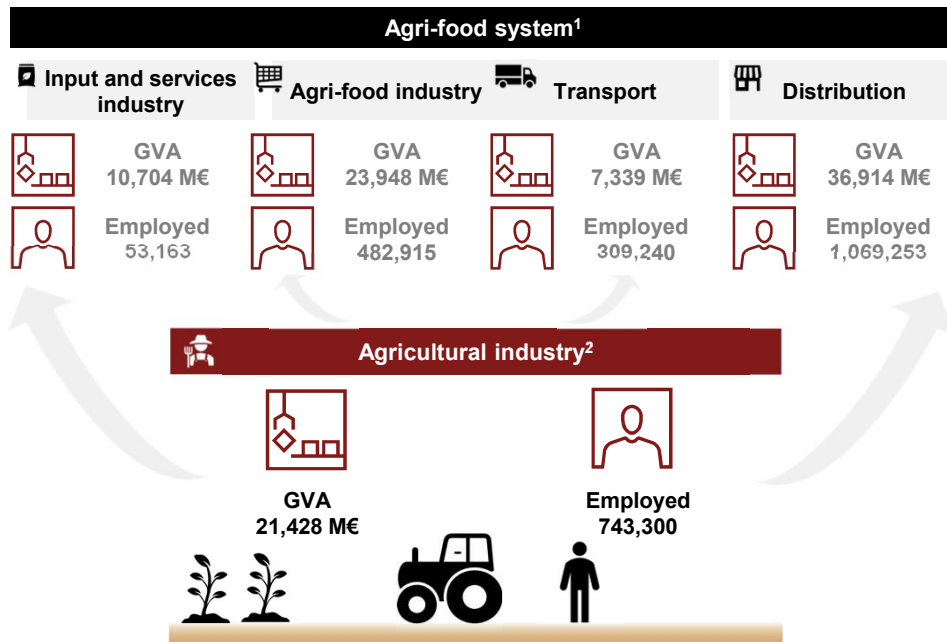 Agri-food system¹
Input and services industry
Agri-food industry
Transport
Distribution
GVA
10,704 M€
GVA
23,948 M€
GVA
7,339 M€
GVA
36,914 M€
Employed
53,163
Employed
482,915
Employed
309,240
Employed
1,069,253
Agricultural industry²
GVA
21,428 M€
Employed
743,300